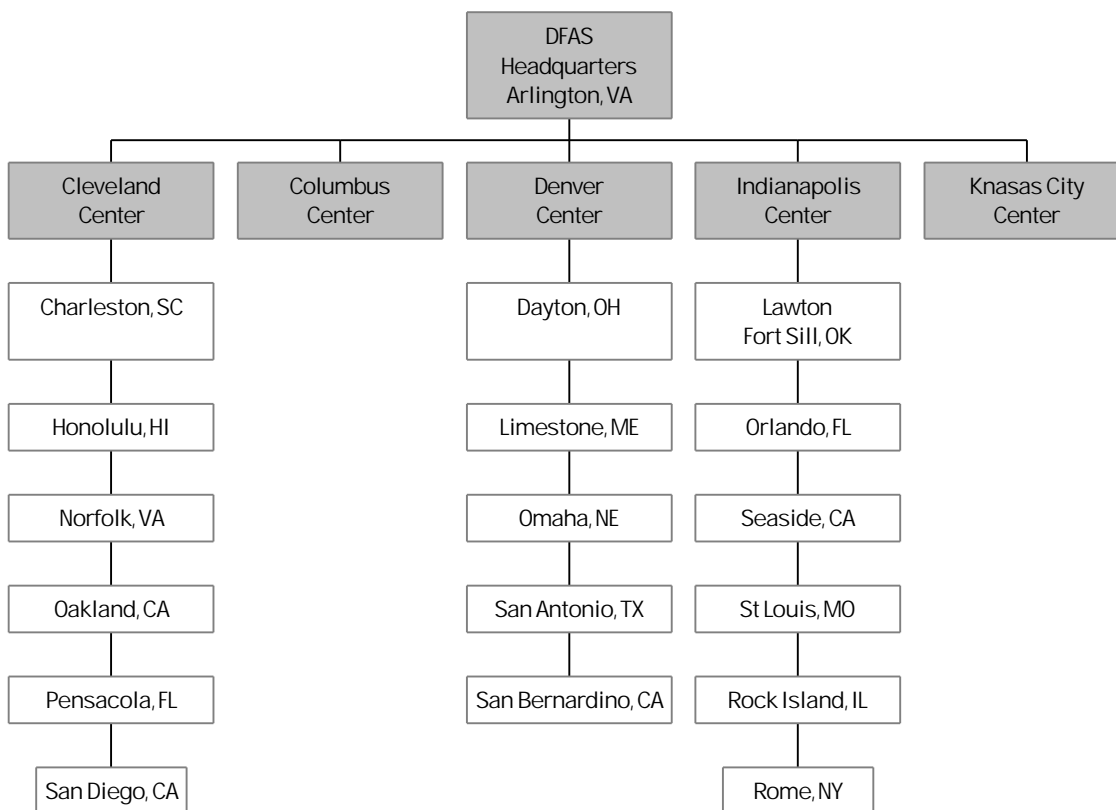 DFAS
Headquarters
Arlington, VA
Cleveland
Center
Columbus
Center
Denver
Center
Indianapolis
Center
Knasas City
Center
Charleston, SC
Dayton, OH
Lawton
Fort Sill, OK
Honolulu, HI
Limestone, ME
Orlando, FL
Norfolk, VA
Omaha, NE
Seaside, CA
Oakland, CA
San Antonio, TX
St Louis, MO
Pensacola, FL
San Bernardino, CA
Rock Island, IL
San Diego, CA
Rome, NY